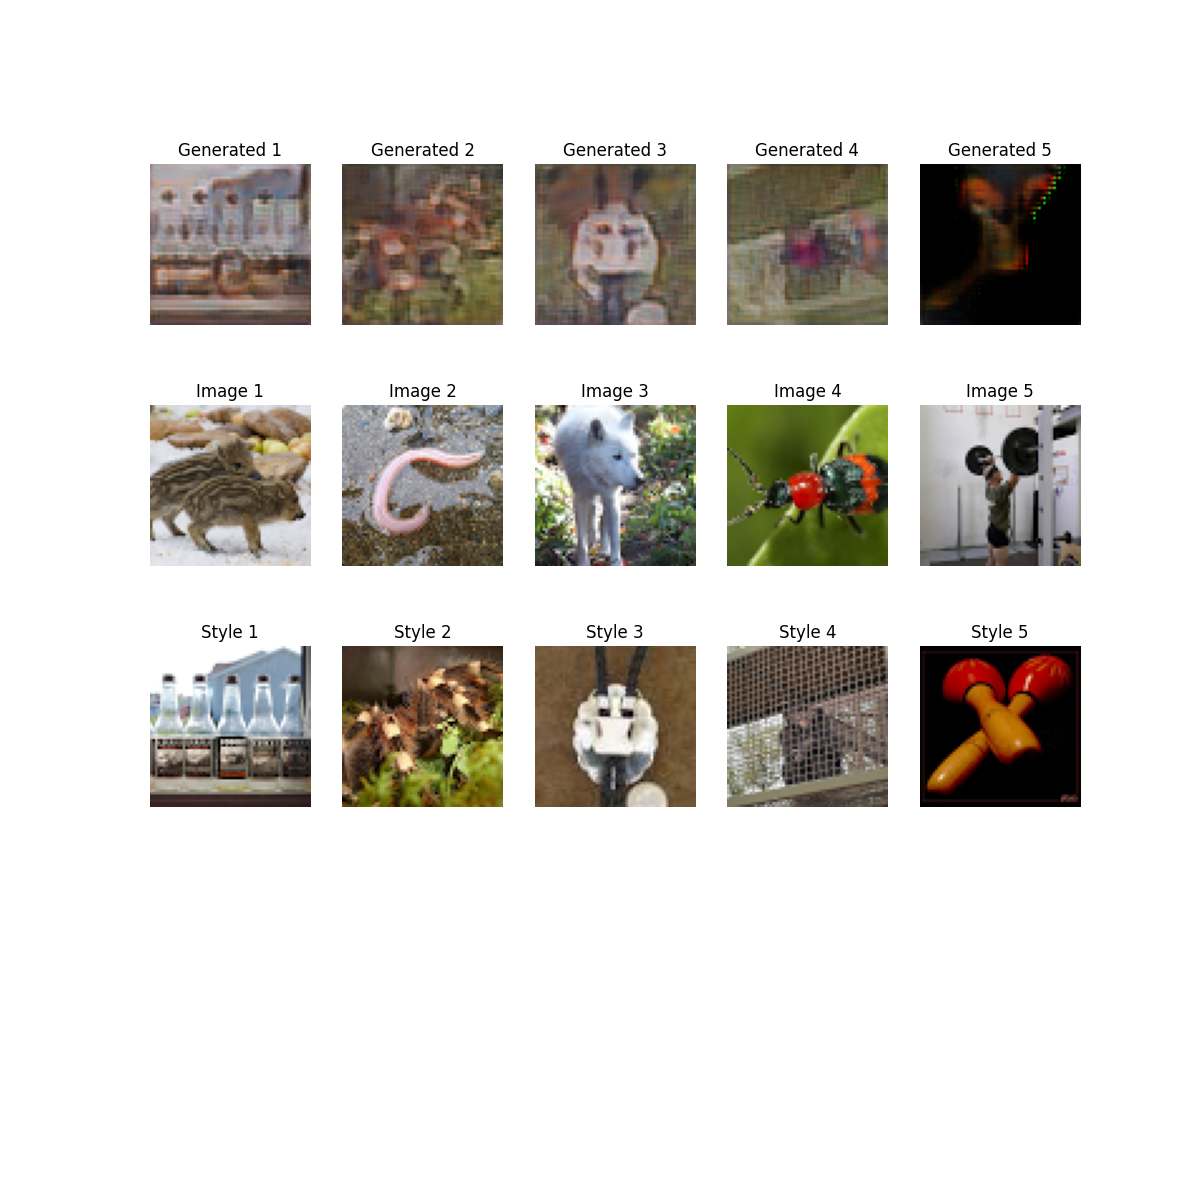 Generated 1
Generated 2
Generated 3
Generated 4
Generated 5
Image 1
Image 2
Image 3
Image 4
Image 5
Style 1
Style 2
Style 3
Style 4
Style 5